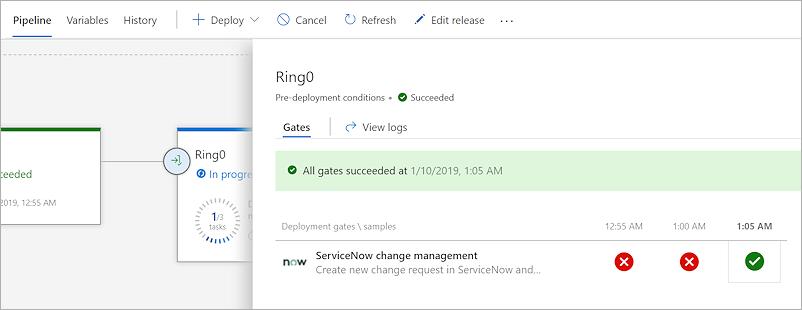 Pipeline Variables History Deploy Cancel Refresh Edit release ...
Ring0
Pre-deployment conditions • Succeeded
Gates View logs
All gates succeeded at 1/10/2019, 1:05 AM
Deployment gates \ samples 12:55 AM 1:00 AM 1:05 AM
now ServiceNow change management
Create new change request in ServiceNow and...
ceeded
2019, 12:55 AM
Ring0
In progre
1/3
tasks